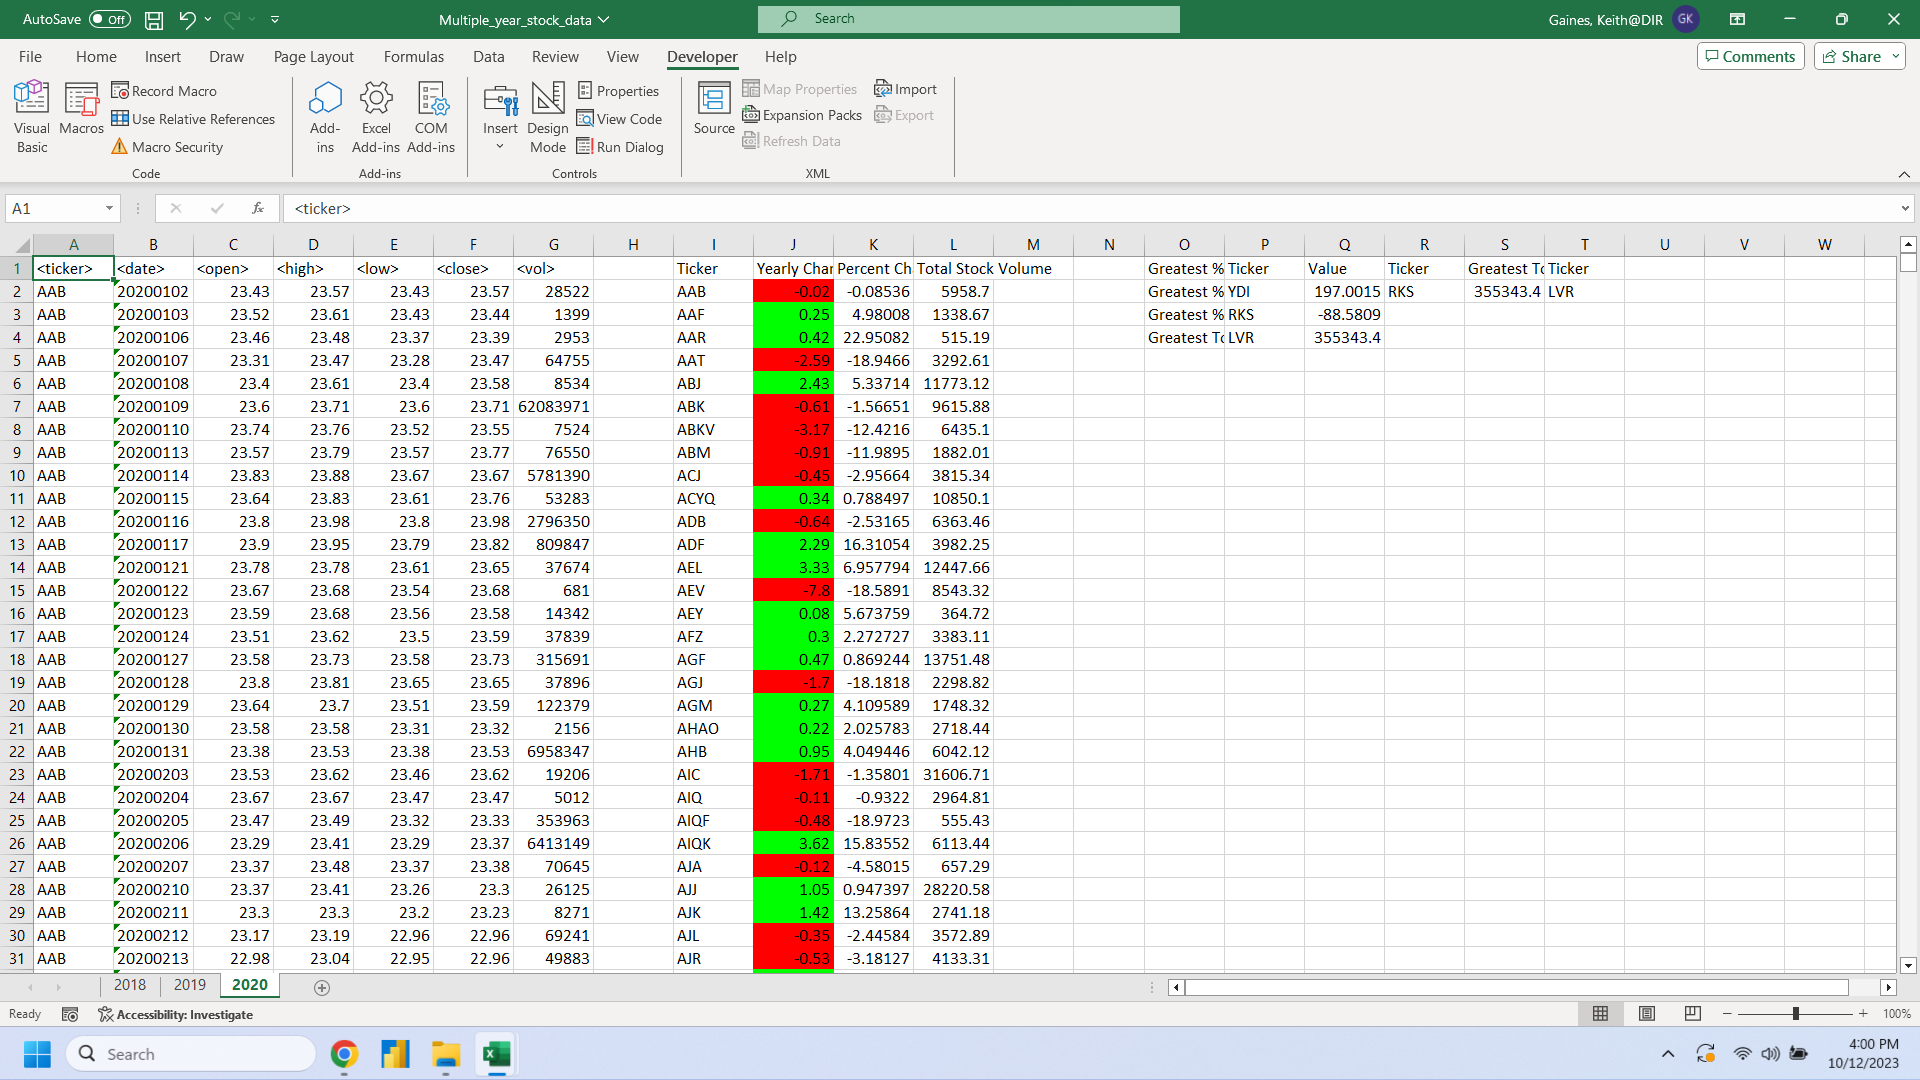 AutoSave Off Multiple_year_stock_data Search Gaines, Keith@DIR GK
File Home Insert Draw Page Layout Formulas Data Review View Developer Help Comments Share
Visual Basic Macros Record Macro Use Relative References Macro Security Code
Add-ins Excel Add-ins COM Add-ins Add-ins
Insert Design Mode Properties View Code Run Dialog Controls
Source Map Properties Expansion Packs Refresh Data Import Export XML
A1 fx <ticker>
A B C D E F G H I J K L M N O P Q R S T U V W
1 <ticker> <date> <open> <high> <low> <close> <vol> Ticker Yearly Char Percent Ch Total Stock Volume Greatest % Ticker Value Ticker Greatest To Ticker
2 AAB 20200102 23.43 23.57 23.43 23.57 28522 AAB -0.02 -0.08536 5958.7 Greatest % YDI 197.0015 RKS 355343.4 LVR
3 AAB 20200103 23.52 23.61 23.43 23.44 1399 AAF 0.25 4.98008 1338.67 Greatest % RKS -88.5809
4 AAB 20200106 23.46 23.48 23.37 23.39 2953 AAR 0.42 22.95082 515.19 Greatest To LVR 355343.4
5 AAB 20200107 23.31 23.47 23.28 23.47 64755 AAT -2.59 -18.9466 3292.61
6 AAB 20200108 23.4 23.61 23.4 23.58 8534 ABJ 2.43 5.33714 11773.12
7 AAB 20200109 23.6 23.71 23.6 23.71 62083971 ABK -0.61 -1.56651 9615.88
8 AAB 20200110 23.74 23.76 23.52 23.55 7524 ABKV -3.17 -12.4216 6435.1
9 AAB 20200113 23.57 23.79 23.57 23.77 76550 ABM -0.91 -11.9895 1882.01
10 AAB 20200114 23.83 23.88 23.67 23.67 5781390 ACJ -0.45 -2.95664 3815.34
11 AAB 20200115 23.64 23.83 23.61 23.76 53283 ACYQ 0.34 0.788497 10850.1
12 AAB 20200116 23.8 23.98 23.8 23.98 2796350 ADB -0.64 -2.53165 6363.46
13 AAB 20200117 23.9 23.95 23.79 23.82 809847 ADF 2.29 16.31054 3982.25
14 AAB 20200121 23.78 23.78 23.61 23.65 37674 AEL 3.33 6.957794 12447.66
15 AAB 20200122 23.67 23.68 23.54 23.68 681 AEV -7.8 -18.5891 8543.32
16 AAB 20200123 23.59 23.68 23.56 23.58 14342 AEY 0.08 5.673759 364.72
17 AAB 20200124 23.51 23.62 23.5 23.59 37839 AFZ 0.3 2.272727 3383.11
18 AAB 20200127 23.58 23.73 23.58 23.73 315691 AGF 0.47 0.869244 13751.48
19 AAB 20200128 23.8 23.81 23.65 23.65 37896 AGJ -1.7 -18.1818 2298.82
20 AAB 20200129 23.64 23.7 23.51 23.59 122379 AGM 0.27 4.109589 1748.32
21 AAB 20200130 23.58 23.58 23.31 23.32 2156 AHAO 0.22 2.025783 2718.44
22 AAB 20200131 23.38 23.53 23.38 23.53 6958347 AHB 0.95 4.049446 6042.12
23 AAB 20200203 23.53 23.62 23.46 23.62 19206 AIC -1.71 -1.35801 31606.71
24 AAB 20200204 23.67 23.67 23.47 23.47 5012 AIQ -0.11 -0.9322 2964.81
25 AAB 20200205 23.47 23.49 23.32 23.33 353963 AIQF -0.48 -18.9723 555.43
26 AAB 20200206 23.29 23.41 23.29 23.37 6413149 AIQK 3.62 15.83552 6113.44
27 AAB 20200207 23.37 23.48 23.37 23.38 70645 AJA -0.12 -4.58015 657.29
28 AAB 20200210 23.37 23.41 23.26 23.3 26125 AJJ 1.05 0.947397 28220.58
29 AAB 20200211 23.3 23.3 23.2 23.23 8271 AJK 1.42 13.25864 2741.18
30 AAB 20200212 23.17 23.19 22.96 22.96 69241 AJL -0.35 -2.44584 3572.89
31 AAB 20200213 22.98 23.04 22.95 22.96 49883 AJR -0.53 -3.18127 4133.31
2018 2019 2020
Ready Accessibility: Investigate 100%
Search 4:00 PM
10/12/2023